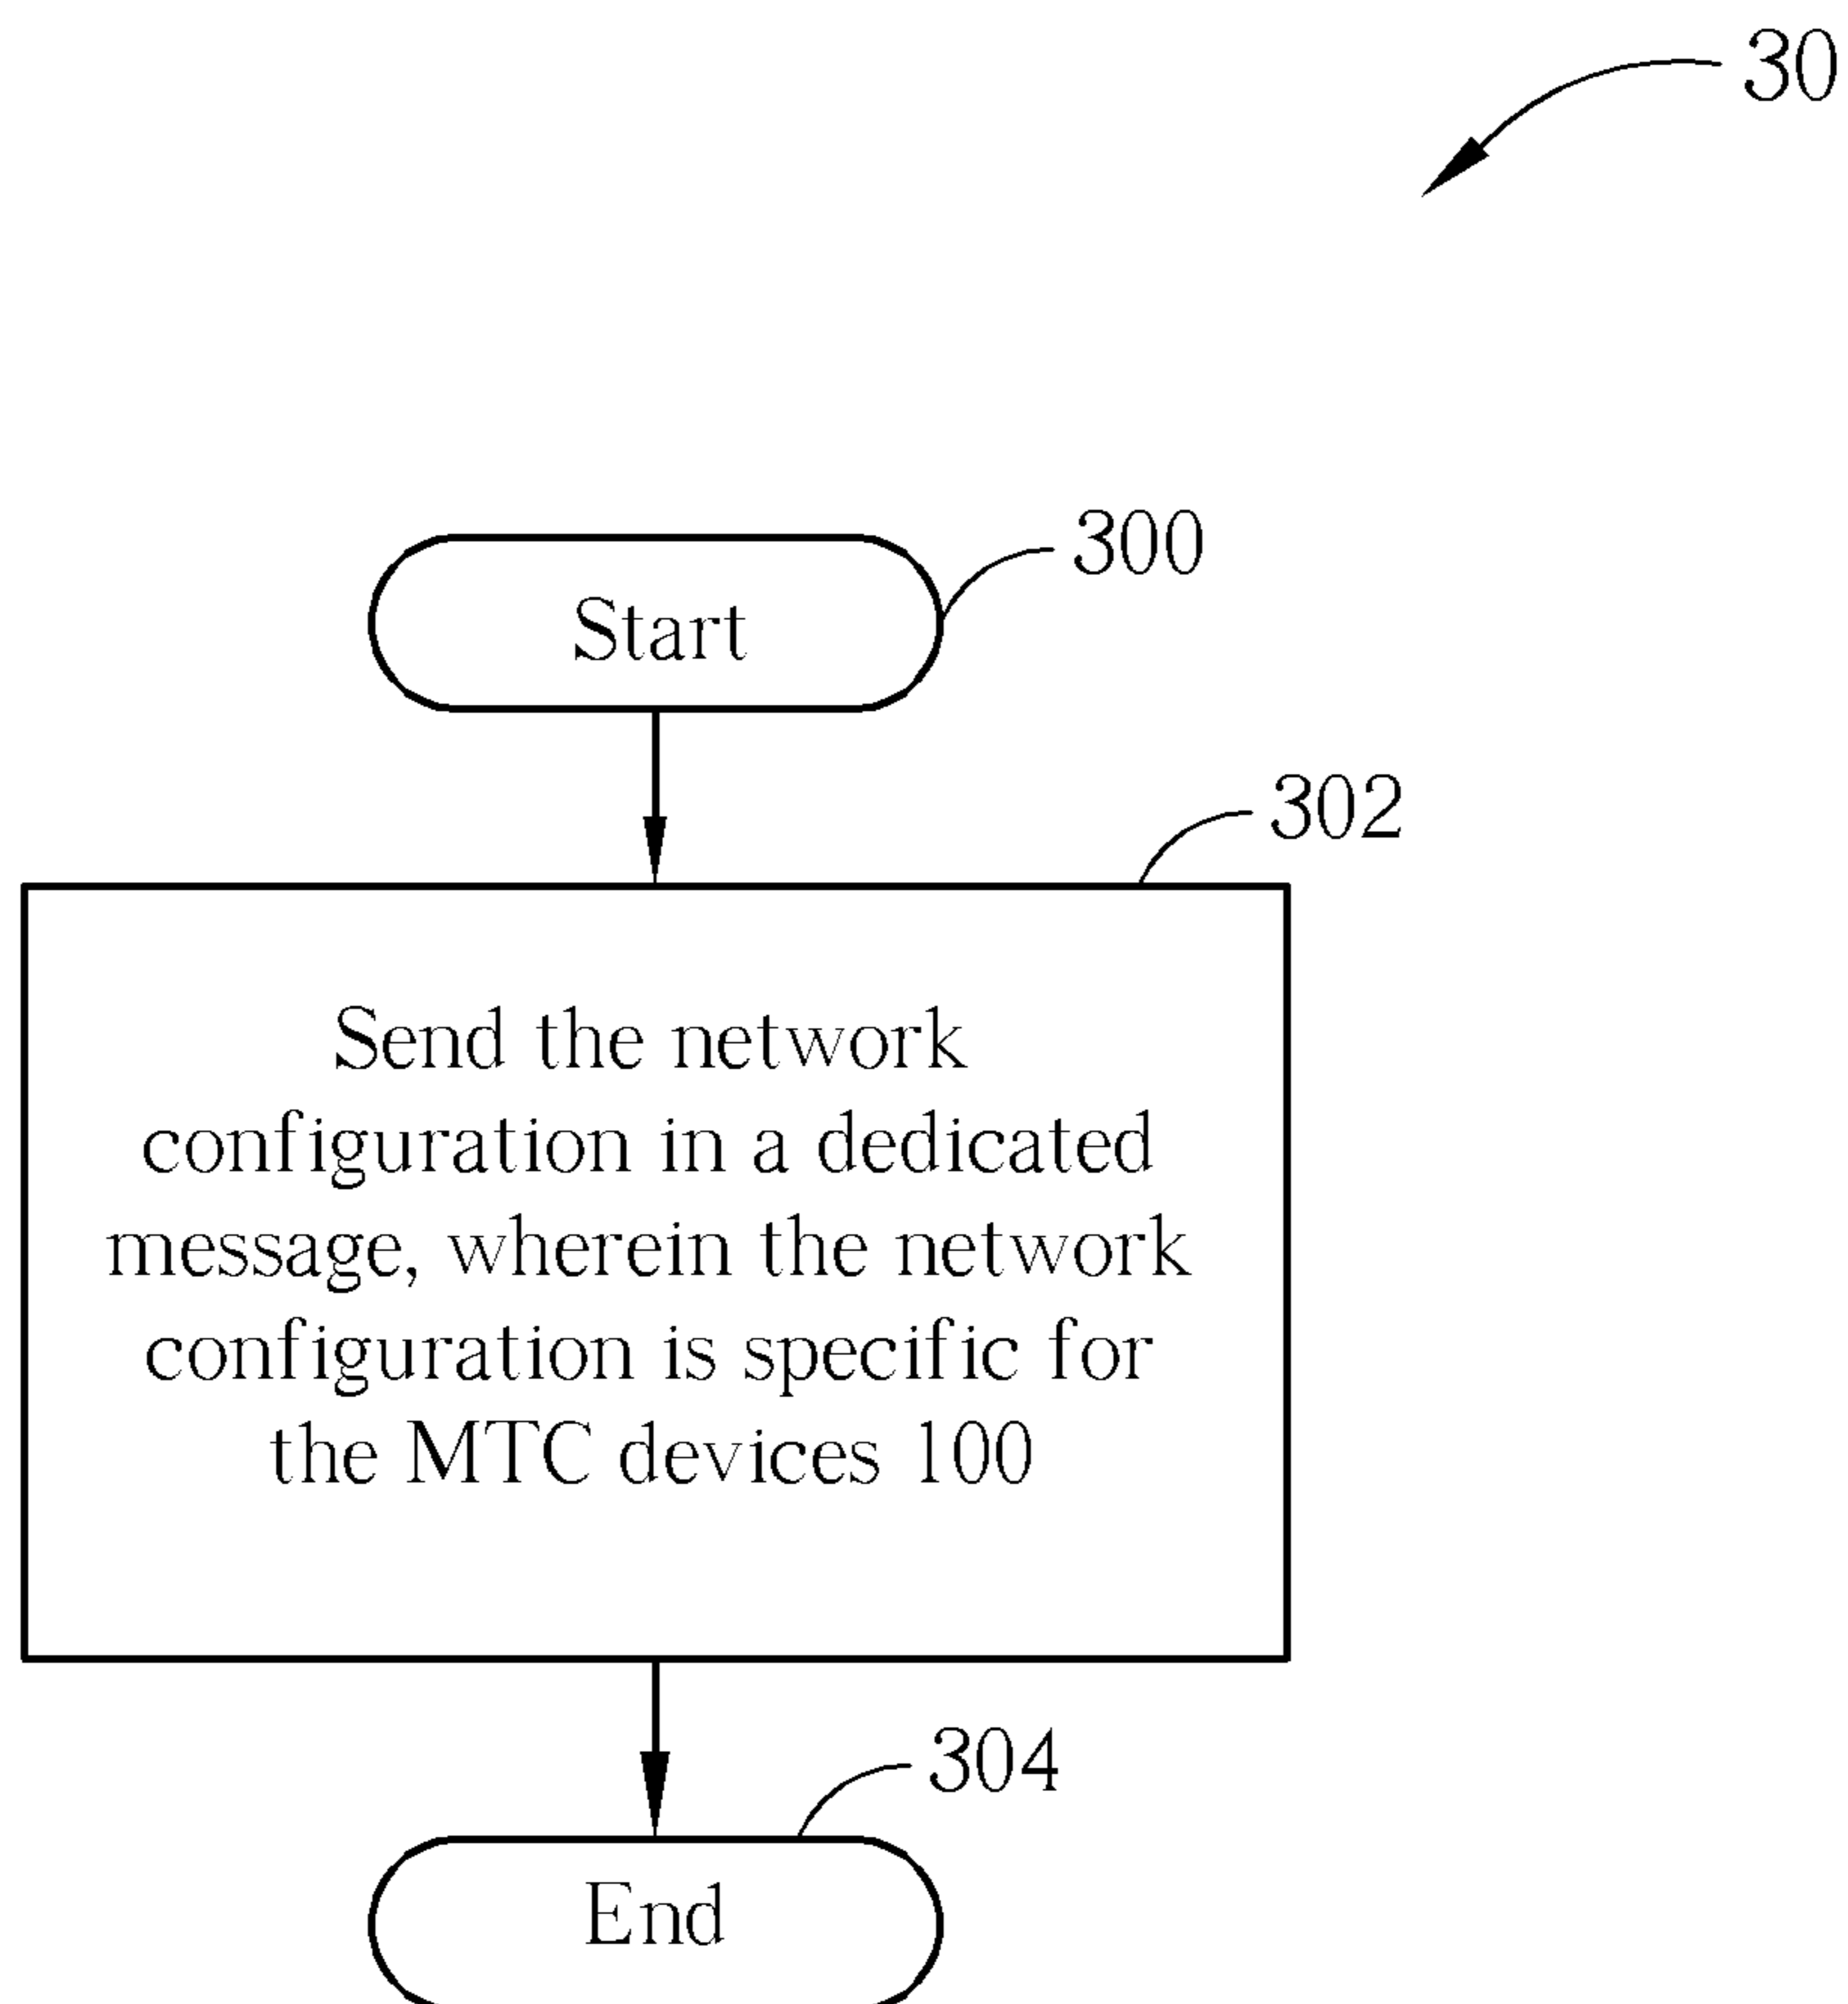 30
300
Start
302
Send the network
configuration in a dedicated
message, wherein the network
configuration is specific for
the MTC devices 100
304
End